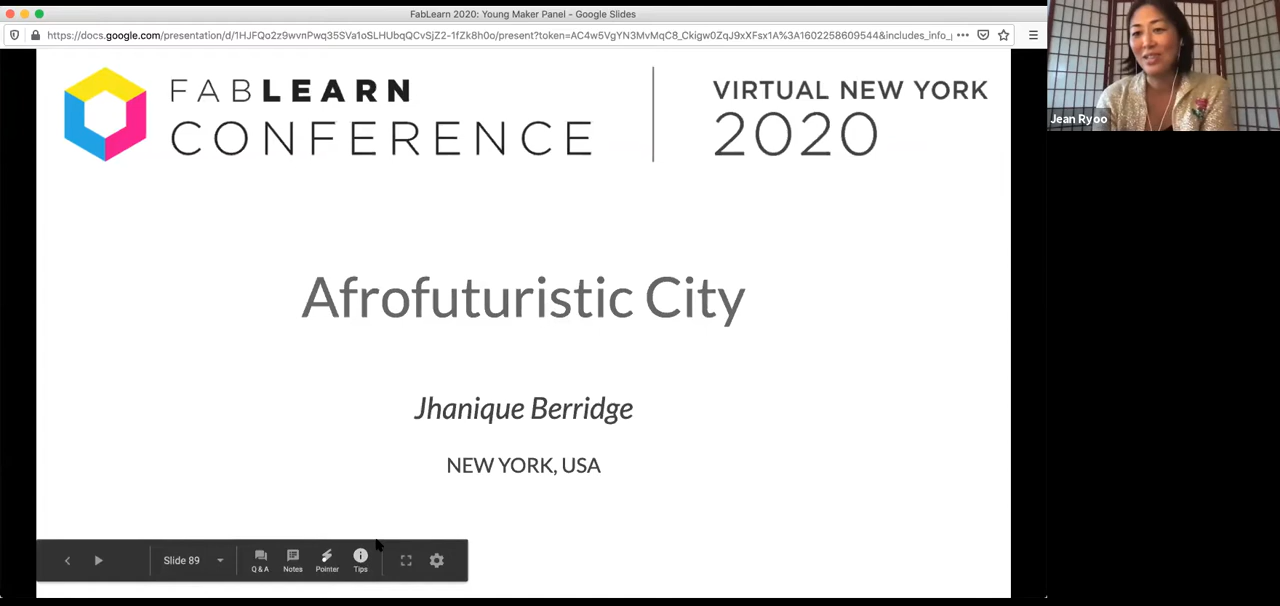 FabLearn 2020: Young Maker Panel - Google Slides
https://docs.google.com/presentation/d/1HJFQo2z9wvnPwq35SVa1oSLHUbqQCvSjZ2-1fZk8h0o/present?token=AC4w5VgYN3MvMqC8_Ckigw0ZqJ9xXFsx1A%3A1602258609544&includes_info_
FABLEARN
CONFERENCE
VIRTUAL NEW YORK
2020
Jean Ryoo
Afrofuturistic City
Jhanique Berridge
NEW YORK, USA
Slide 89
Q & A
Notes
Pointer
Tips